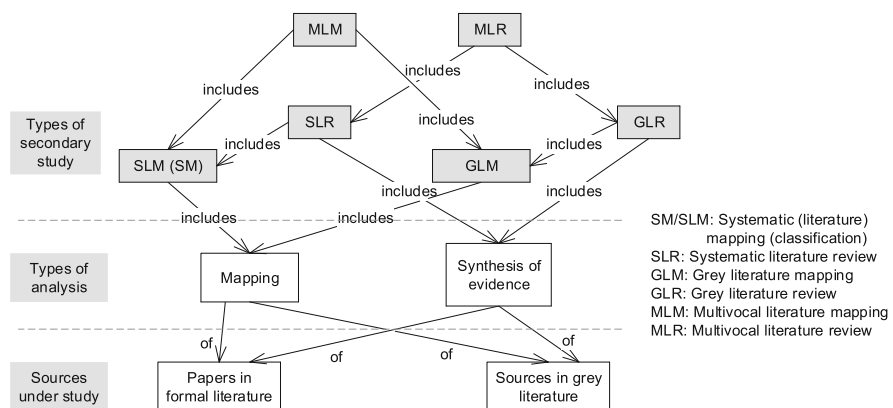 MLM
MLR
includes
includes
includes
includes
Types of
secondary
study
SLR
GLR
includes
includes
SLM (SM)
GLM
includes
includes
includes
includes
SM/SLM: Systematic (literature)
mapping (classification)
SLR: Systematic literature review
GLM: Grey literature mapping
GLR: Grey literature review
MLM: Multivocal literature mapping
MLR: Multivocal literature review
Types of
analysis
Mapping
Synthesis of
evidence
of
of
of
of
Sources
under study
Papers in
formal literature
Sources in grey
literature